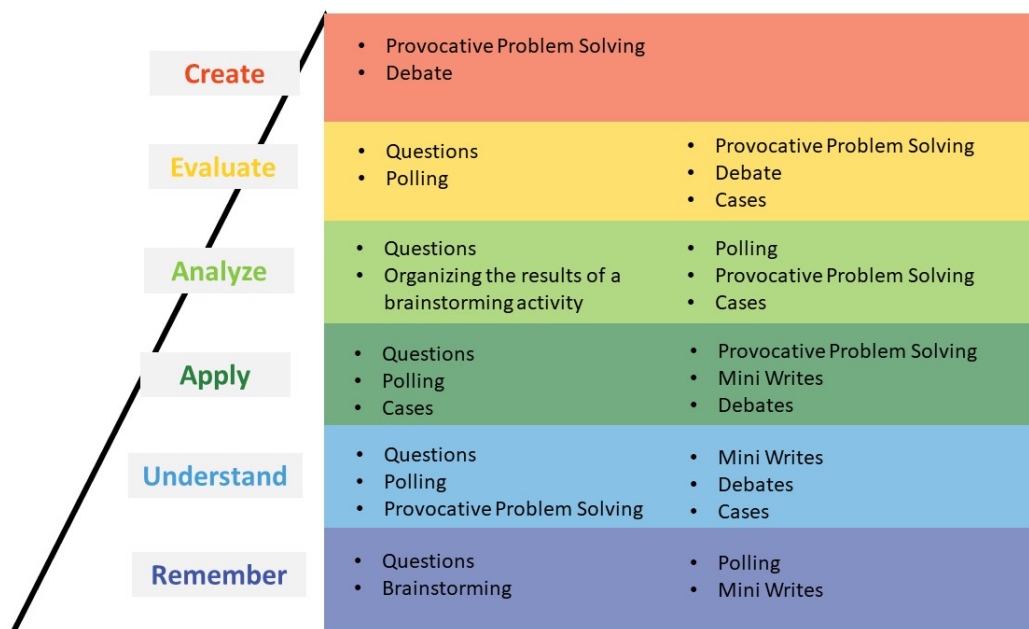 Create
• Provocative Problem Solving
• Debate
Evaluate
• Questions
• Polling
• Provocative Problem Solving
• Debate
• Cases
Analyze
• Questions
• Organizing the results of a
brainstorming activity
• Polling
• Provocative Problem Solving
• Cases
Apply
• Questions
• Polling
• Cases
• Provocative Problem Solving
• Mini Writes
• Debates
Understand
• Questions
• Polling
• Provocative Problem Solving
• Mini Writes
• Debates
• Cases
Remember
• Questions
• Brainstorming
• Polling
• Mini Writes